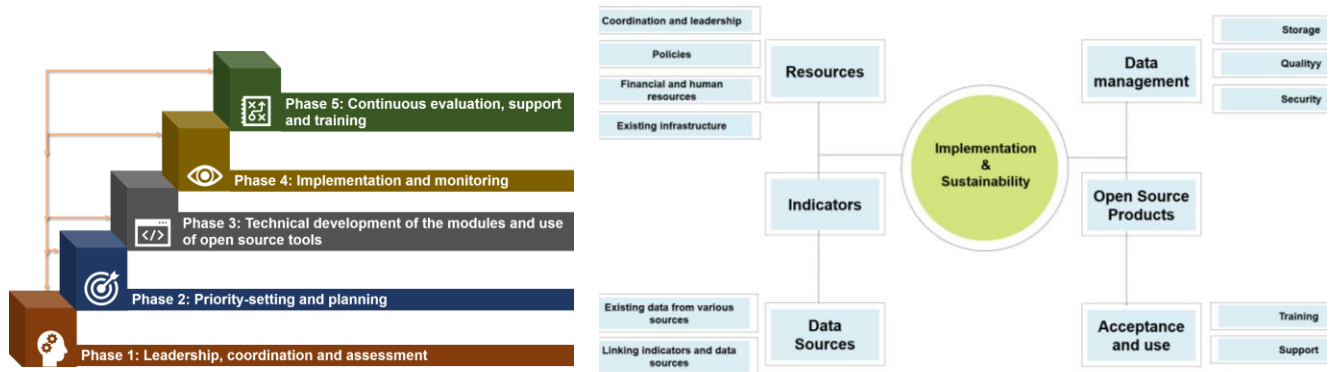 Phase 5: Continuous evaluation, support
and training
Phase 4: Implementation and monitoring
</>
Phase 3: Technical development of the modules and use
of open source tools
Phase 2: Priority-setting and planning
Phase 1: Leadership, coordination and assessment
Coordination and leadership
Policies
Financial and human
resources
Existing infrastructure
Resources
Indicators
Existing data from various
sources
Linking indicators and data
sources
Data
Sources
Implementation
&
Sustainability
Data
management
Storage
Qualityy
Security
Open Source
Products
Acceptance
and use
Training
Support